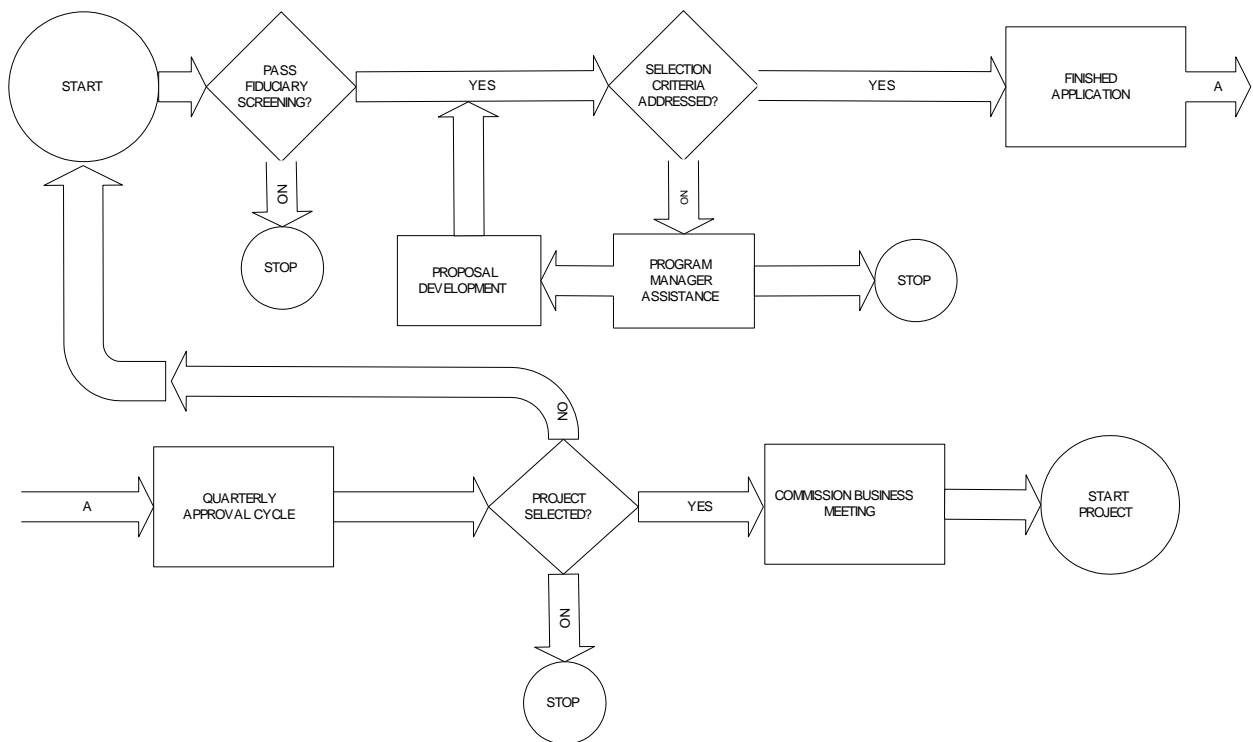 START
PASS
FIDUCIARY
SCREENING?
YES
SELECTION
CRITERIA
ADDRESSED?
YES
FINISHED
APPLICATION
A
NO
NO
STOP
PROPOSAL
DEVELOPMENT
PROGRAM
MANAGER
ASSISTANCE
STOP
NO
A
QUARTERLY
APPROVAL CYCLE
PROJECT
SELECTED?
YES
COMMISSION BUSINESS
MEETING
START
PROJECT
NO
STOP